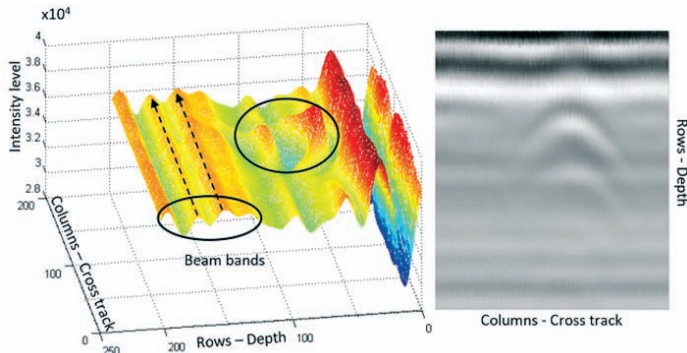 x10⁴
4
3.8
3.6
3.4
3.2
3
2.8
Intensity level
200
100
0
Columns – Cross track
250
200
100
0
Rows – Depth
Beam bands
Rows - Depth
Columns - Cross track